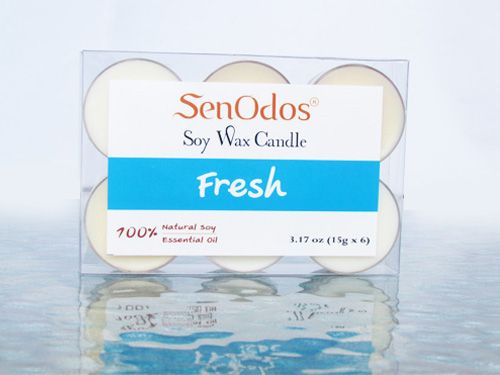 SenOdos®
Soy Wax Candle
Fresh
100% Natural Soy
Essential Oil
3.17 oz (15g x 6)